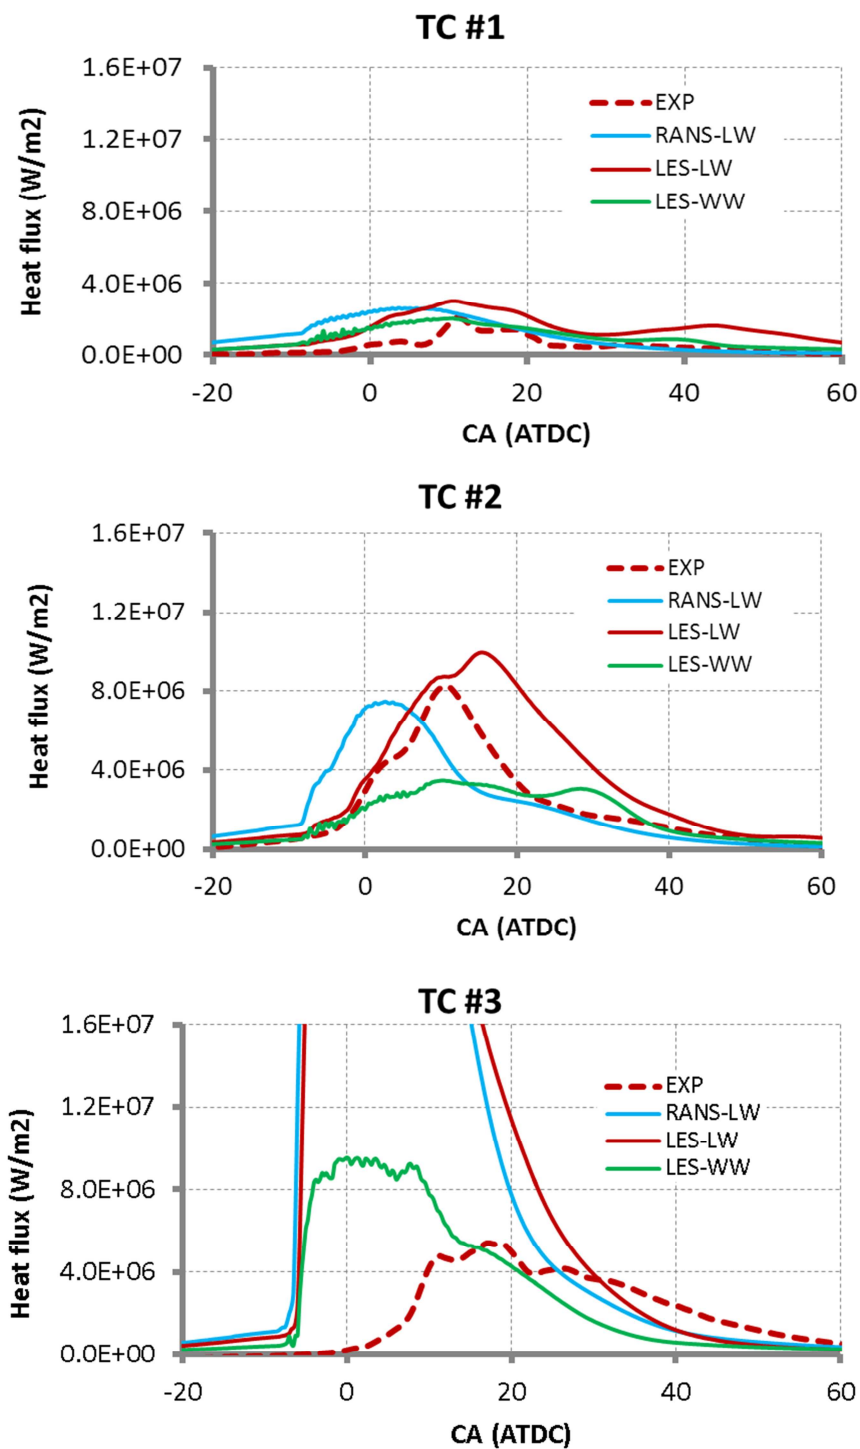 TC #1
Heat flux (W/m2)
1.6E+07
1.2E+07
8.0E+06
4.0E+06
0.0E+00
EXP
RANS-LW
LES-LW
LES-WW
-20 0 20 40 60
CA (ATDC)
TC #2
Heat flux (W/m2)
1.6E+07
1.2E+07
8.0E+06
4.0E+06
0.0E+00
EXP
RANS-LW
LES-LW
LES-WW
-20 0 20 40 60
CA (ATDC)
TC #3
Heat flux (W/m2)
1.6E+07
1.2E+07
8.0E+06
4.0E+06
0.0E+00
EXP
RANS-LW
LES-LW
LES-WW
-20 0 20 40 60
CA (ATDC)